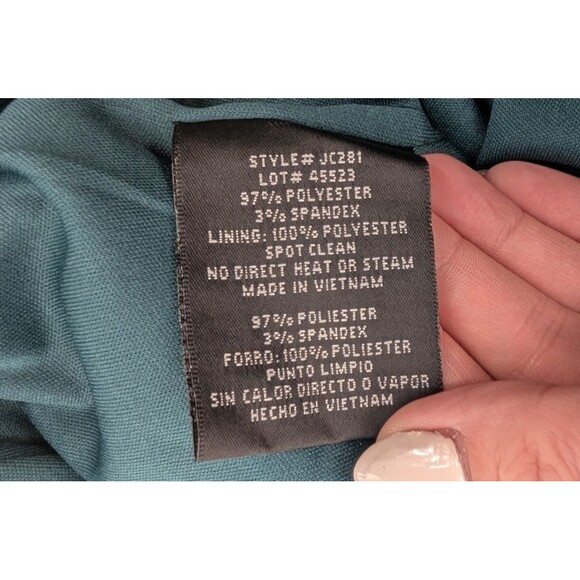 STYLE# JC281
LOT# 45523
97% POLYESTER
3% SPANDEX
LINING: 100% POLYESTER
SPOT CLEAN
NO DIRECT HEAT OR STEAM
MADE IN VIETNAM
97% POLIESTER
3% SPANDEX
FORRO: 100% POLIESTER
PUNTO LIMPIO
SIN CALOR DIRECTO O VAPOR
HECHO EN VIETNAM